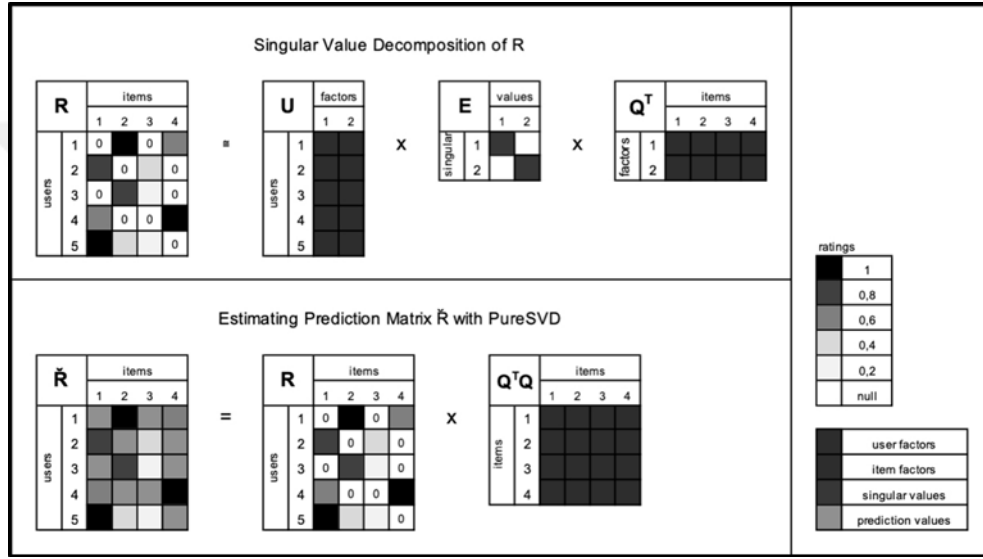 Singular Value Decomposition of R
R items
1 2 3 4
users
1 0 0
2 0 0
3 0 0
4 0 0
5 0
≅
U factors
1 2
1
2
3
4
5
x
E values
1 2
singular
1
2
x
Qᵀ items
1 2 3 4
factors
1
2
Estimating Prediction Matrix Ř with PureSVD
Ř items
1 2 3 4
users
1
2
3
4
5
=
R items
1 2 3 4
users
1 0 0
2 0 0
3 0 0
4 0 0
5 0
x
QᵀQ items
1 2 3 4
items
1
2
3
4
ratings
1
0,8
0,6
0,4
0,2
null
user factors
item factors
singular values
prediction values